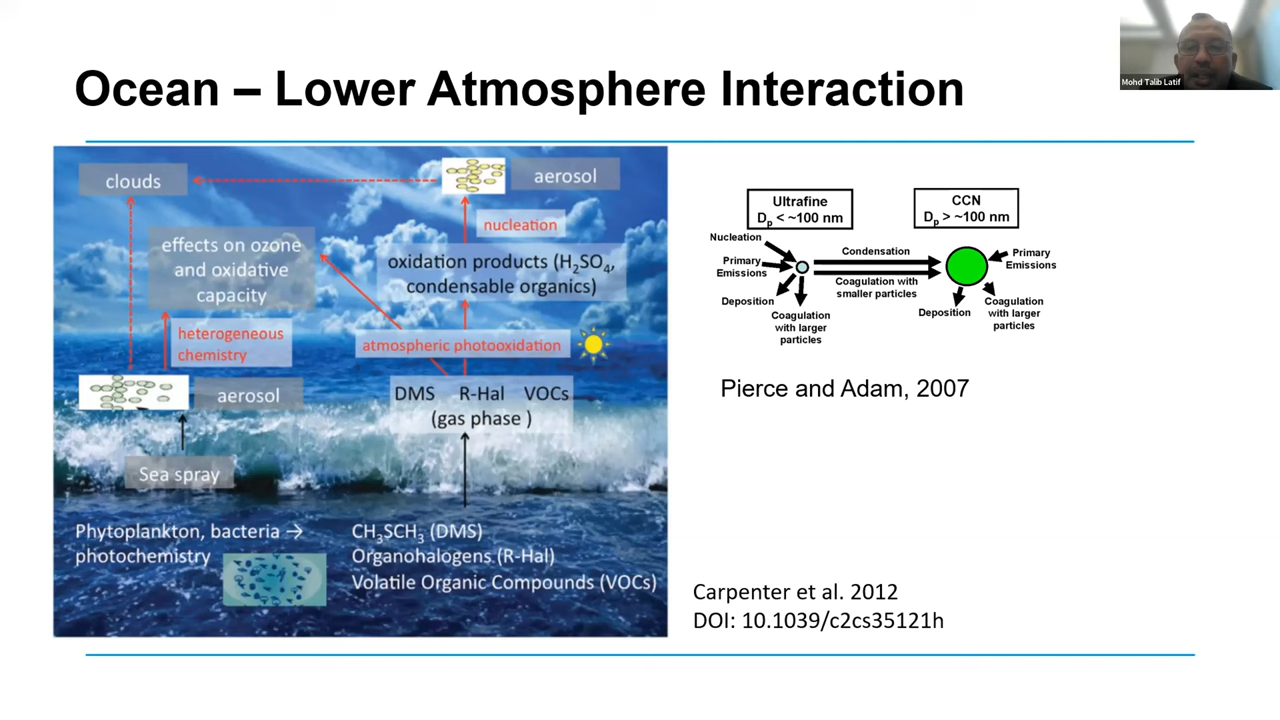 Ocean – Lower Atmosphere Interaction
Mohd Talib Latif
clouds
aerosol
nucleation
effects on ozone
and oxidative
capacity
oxidation products (H₂SO₄,
condensable organics)
heterogeneous
chemistry
atmospheric photooxidation
aerosol
DMS R-Hal VOCs
(gas phase )
Sea spray
Phytoplankton, bacteria →
photochemistry
CH₃SCH₃ (DMS)
Organohalogens (R-Hal)
Volatile Organic Compounds (VOCs)
Ultrafine
Dₚ < ~100 nm
CCN
Dₚ > ~100 nm
Nucleation
Primary
Emissions
Deposition
Coagulation
with larger
particles
Condensation
Coagulation with
smaller particles
Primary
Emissions
Deposition
Coagulation
with larger
particles
Pierce and Adam, 2007
Carpenter et al. 2012
DOI: 10.1039/c2cs35121h